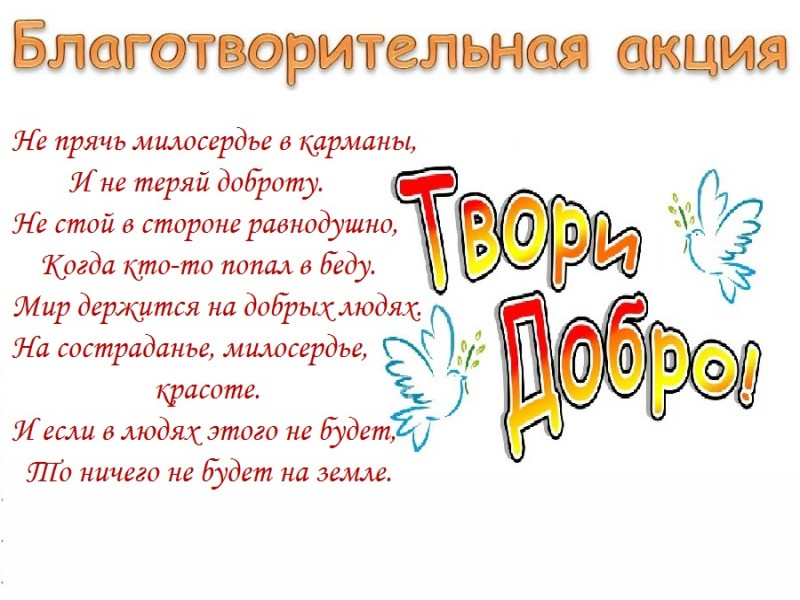 Благотворительная акция
Не прячь милосердье в карманы,
И не теряй доброту.
Не стой в стороне равнодушно,
Когда кто-то попал в беду.
Мир держится на добрых людях.
На состраданье, милосердье,
красоте.
И если в людях этого не будет,
То ничего не будет на земле.
Твори
Добро!